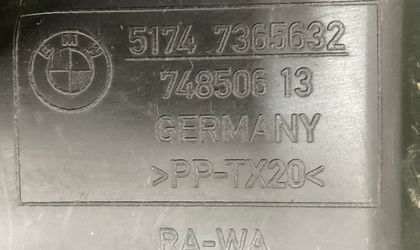 BMW
5174 7365632
748506 13
GERMANY
>PP-TX20<
RA-WA